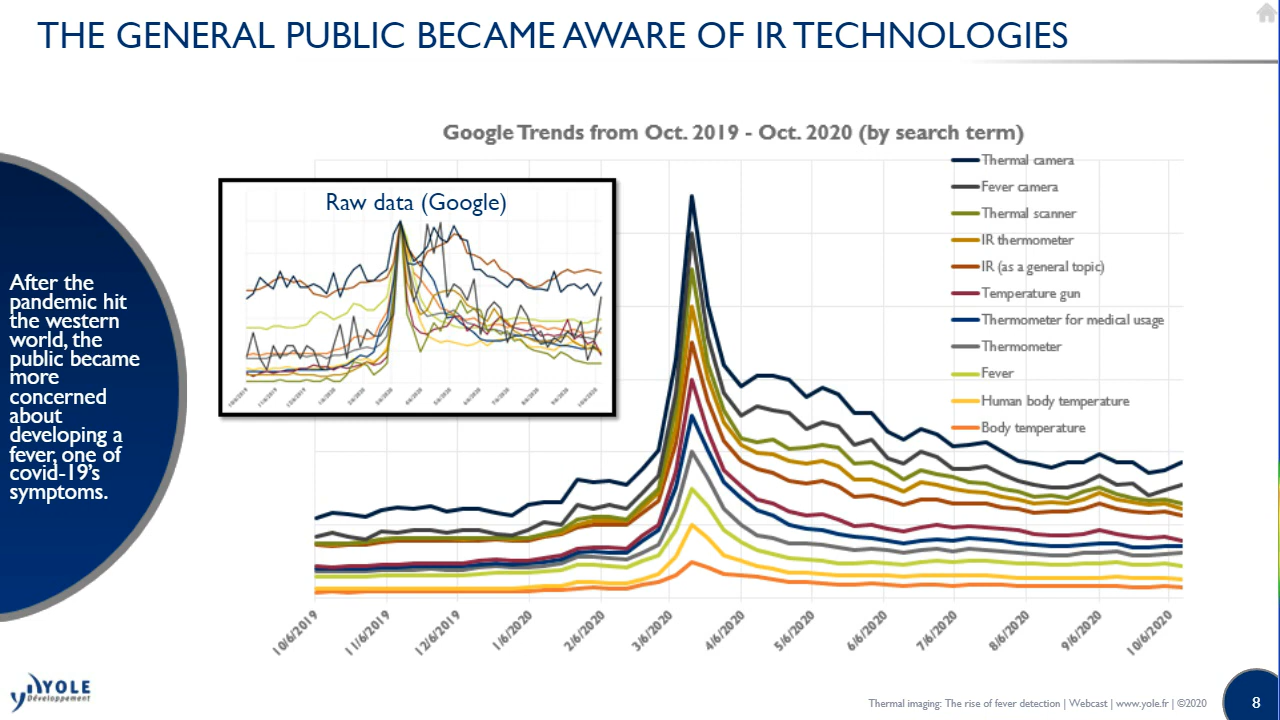 THE GENERAL PUBLIC BECAME AWARE OF IR TECHNOLOGIES
After the
pandemic hit
the western
world, the
public became
more
concerned
about
developing a
fever, one of
covid-19's
symptoms.
Google Trends from Oct. 2019 - Oct. 2020 (by search term)
Raw data (Google)
Thermal camera
Fever camera
Thermal scanner
IR thermometer
IR (as a general topic)
Temperature gun
Thermometer for medical usage
Thermometer
Fever
Human body temperature
Body temperature
10/6/2019
11/6/2019
12/6/2019
1/6/2020
2/6/2020
3/6/2020
4/6/2020
5/6/2020
6/6/2020
7/6/2020
8/6/2020
9/6/2020
10/6/2020
YOLE
Développement
Thermal imaging: The rise of fever detection | Webcast | www.yole.fr | ©2020
8